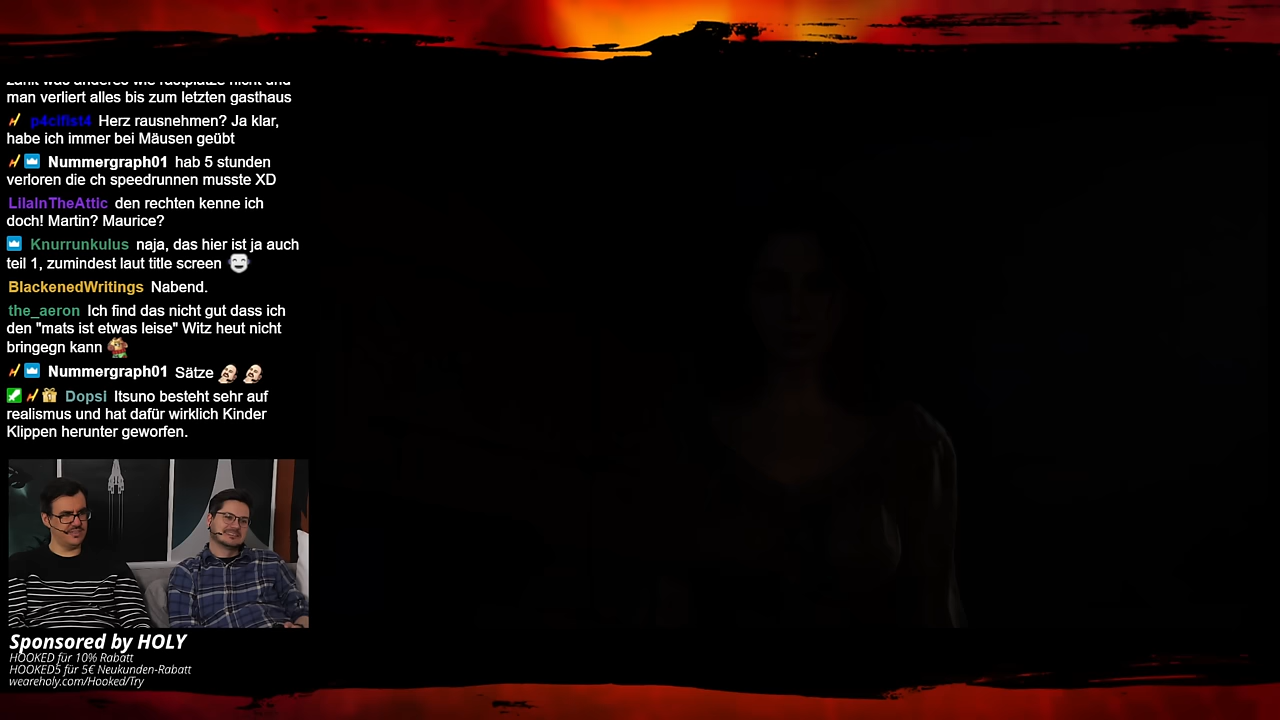 man verliert alles bis zum letzten gasthaus
p4cifist4 Herz rausnehmen? Ja klar,
habe ich immer bei Mäusen geübt
Nummergraph01 hab 5 stunden
verloren die ch speedrunnen musste XD
LilaInTheAttic den rechten kenne ich
doch! Martin? Maurice?
Knurrunkulus naja, das hier ist ja auch
teil 1, zumindest laut title screen
BlackenedWritings Nabend.
the_aeron Ich find das nicht gut dass ich
den "mats ist etwas leise" Witz heut nicht
bringegn kann
Nummergraph01 Sätze
Dopsi Itsuno besteht sehr auf
realismus und hat dafür wirklich Kinder
Klippen herunter geworfen.
Sponsored by HOLY
HOOKED für 10% Rabatt
HOOKED5 für 5€ Neukunden-Rabatt
weareholy.com/Hooked/Try